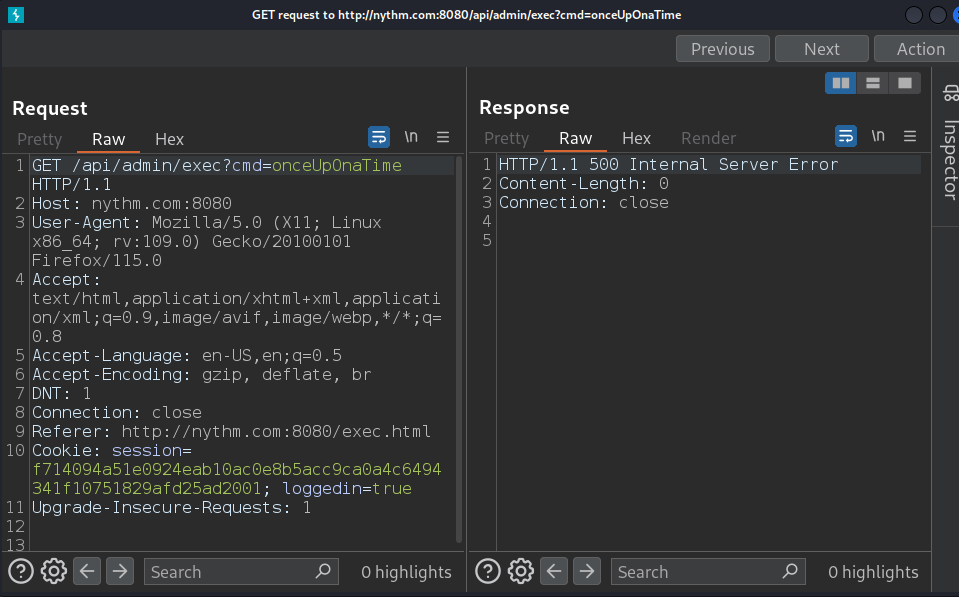 GET request to http://nythm.com:8080/api/admin/exec?cmd=onceUpOnaTime
Previous Next Action
Request
Pretty Raw Hex \n
1 GET /api/admin/exec?cmd=onceUpOnaTime
HTTP/1.1
2 Host: nythm.com:8080
3 User-Agent: Mozilla/5.0 (X11; Linux
x86_64; rv:109.0) Gecko/20100101
Firefox/115.0
4 Accept:
text/html,application/xhtml+xml,applicati
on/xml;q=0.9,image/avif,image/webp,*/*;q=
0.8
5 Accept-Language: en-US,en;q=0.5
6 Accept-Encoding: gzip, deflate, br
7 DNT: 1
8 Connection: close
9 Referer: http://nythm.com:8080/exec.html
10 Cookie: session=
f714094a51e0924eab10ac0e8b5acc9ca0a4c6494
341f10751829afd25ad2001; loggedin=true
11 Upgrade-Insecure-Requests: 1
12
13
Search 0 highlights
Response
Pretty Raw Hex Render \n
1 HTTP/1.1 500 Internal Server Error
2 Content-Length: 0
3 Connection: close
4
5
Search 0 highlights
Inspector